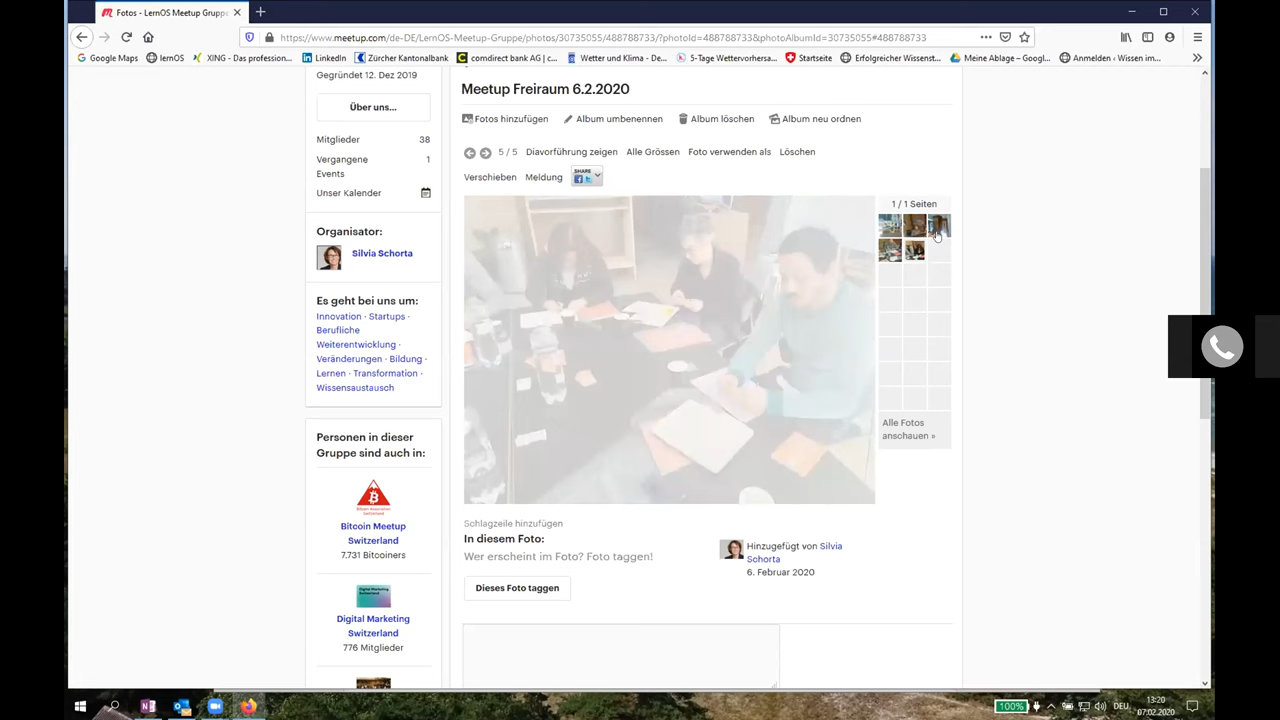 Fotos - LernOS Meetup Gruppe
https://www.meetup.com/de-DE/LernOS-Meetup-Gruppe/photos/30735055/488788733/?photoId=488788733&photoAlbumId=30735055#488788733
Google Maps lernOS XING - Das profession... LinkedIn Zürcher Kantonalbank comdirect bank AG | c... Wetter und Klima - De... 5-Tage Wettervorhersa... Startseite Erfolgreicher Wissenst... Meine Ablage – Googl... Anmelden ‹ Wissen im...
Gegründet 12. Dez 2019
Über uns...
Mitglieder 38
Vergangene Events 1
Unser Kalender
Organisator:
Silvia Schorta
Es geht bei uns um:
Innovation · Startups ·
Berufliche
Weiterentwicklung ·
Veränderungen · Bildung ·
Lernen · Transformation ·
Wissensaustausch
Personen in dieser
Gruppe sind auch in:
Bitcoin Association
Switzerland
Bitcoin Meetup
Switzerland
7,731 Bitcoiners
Digital Marketing
Switzerland
Digital Marketing
Switzerland
776 Mitglieder
Meetup Freiraum 6.2.2020
Fotos hinzufügen Album umbenennen Album löschen Album neu ordnen
5 / 5 Diavorführung zeigen Alle Grössen Foto verwenden als Löschen
Verschieben Meldung SHARE
1 / 1 Seiten
Alle Fotos
anschauen »
Schlagzeile hinzufügen
In diesem Foto:
Wer erscheint im Foto? Foto taggen!
Dieses Foto taggen
Hinzugefügt von Silvia
Schorta
6. Februar 2020
100% DEU 13:20
07.02.2020